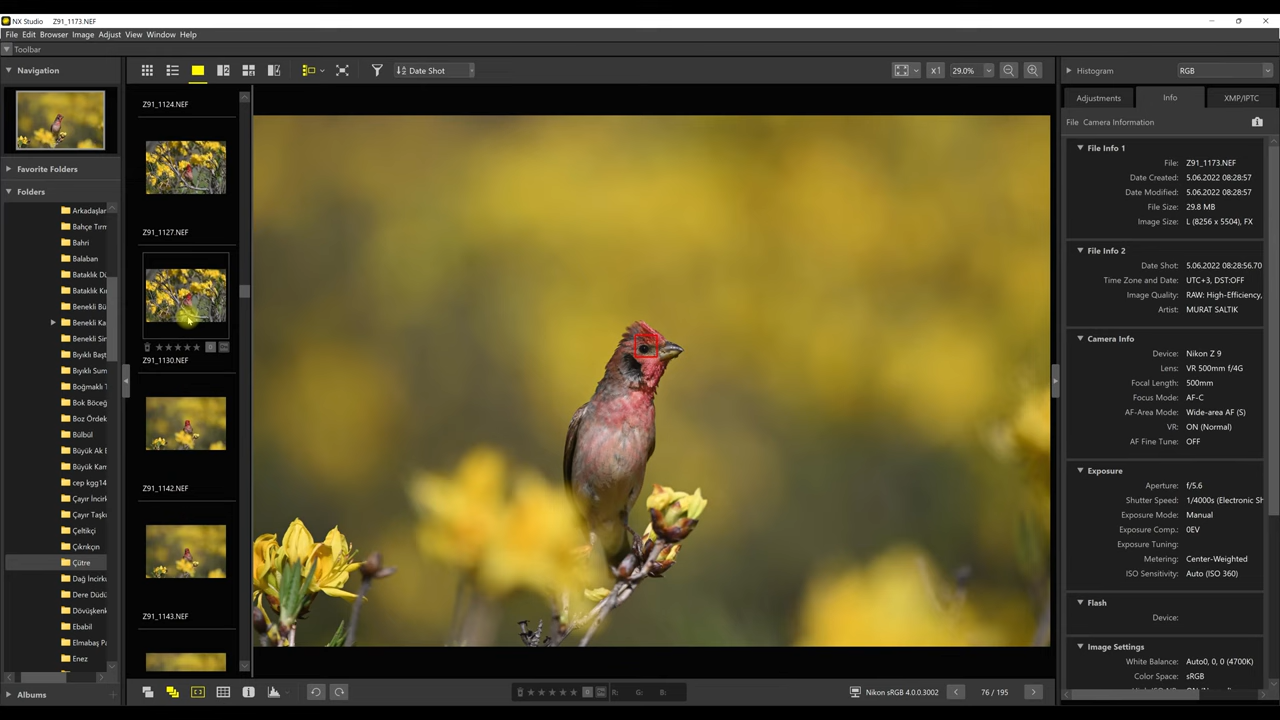 NX Studio Z91_1173.NEF
File Edit Browser Image Adjust View Window Help
Toolbar
Navigation
Favorite Folders
Folders
Arkadaşlar
Bahçe Tırm
Bahri
Balaban
Bataklık Dü
Bataklık Kır
Benekli Bü
Benekli Ka
Benekli Sin
Bıyıklı Başt
Bıyıklı Sum
Boğmaklı T
Bok Böceğ
Boz Ördek
Bülbül
Büyük Ak B
Büyük Kam
cep kgg14
Çayır İncirk
Çayır Taşkı
Çeltikçi
Çıkrıkçın
Çütre
Dağ İncirku
Dere Düdü
Dövüşkenk
Ebabil
Elmabaş Pa
Enez
Albums
Date Shot
x1
29.0%
Z91_1124.NEF
Z91_1127.NEF
Z91_1130.NEF
Z91_1142.NEF
Z91_1143.NEF
R: G: B:
Nikon sRGB 4.0.0.3002
76 / 195
Histogram
RGB
Adjustments
Info
XMP/IPTC
File Camera Information
File Info 1
File: Z91_1173.NEF
Date Created: 5.06.2022 08:28:57
Date Modified: 5.06.2022 08:28:57
File Size: 29.8 MB
Image Size: L (8256 x 5504), FX
File Info 2
Date Shot: 5.06.2022 08:28:56.70
Time Zone and Date: UTC+3, DST:OFF
Image Quality: RAW: High-Efficiency,
Artist: MURAT SALTIK
Camera Info
Device: Nikon Z 9
Lens: VR 500mm f/4G
Focal Length: 500mm
Focus Mode: AF-C
AF-Area Mode: Wide-area AF (S)
VR: ON (Normal)
AF Fine Tune: OFF
Exposure
Aperture: f/5.6
Shutter Speed: 1/4000s (Electronic Sh
Exposure Mode: Manual
Exposure Comp.: 0EV
Exposure Tuning:
Metering: Center-Weighted
ISO Sensitivity: Auto (ISO 360)
Flash
Device:
Image Settings
White Balance: Auto0, 0, 0 (4700K)
Color Space: sRGB